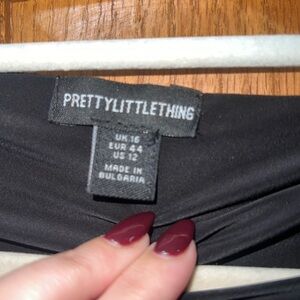 PRETTYLITTLETHING
UK 16
EUR 44
US 12
MADE IN
BULGARIA